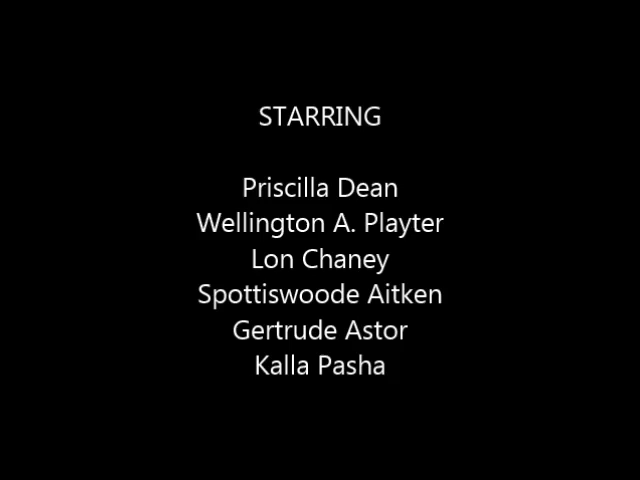 STARRING
Priscilla Dean
Wellington A. Playter
Lon Chaney
Spottiswoode Aitken
Gertrude Astor
Kalla Pasha